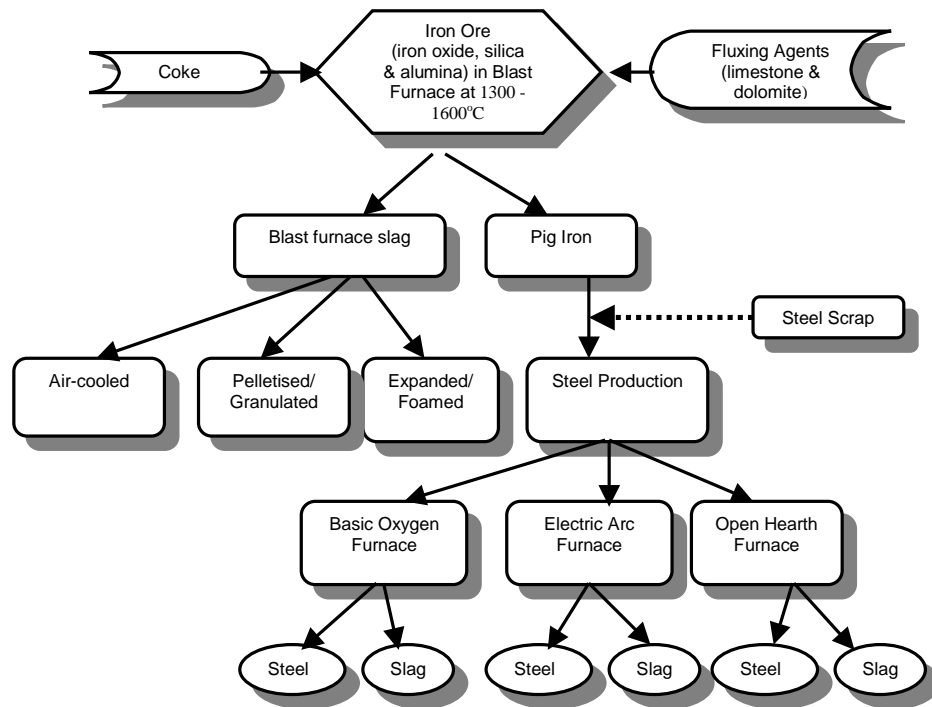 Coke
Iron Ore
(iron oxide, silica
& alumina) in Blast
Furnace at 1300 -
1600°C
Fluxing Agents
(limestone &
dolomite)
Blast furnace slag
Pig Iron
Steel Scrap
Air-cooled
Pelletised/
Granulated
Expanded/
Foamed
Steel Production
Basic Oxygen
Furnace
Electric Arc
Furnace
Open Hearth
Furnace
Steel
Slag
Steel
Slag
Steel
Slag